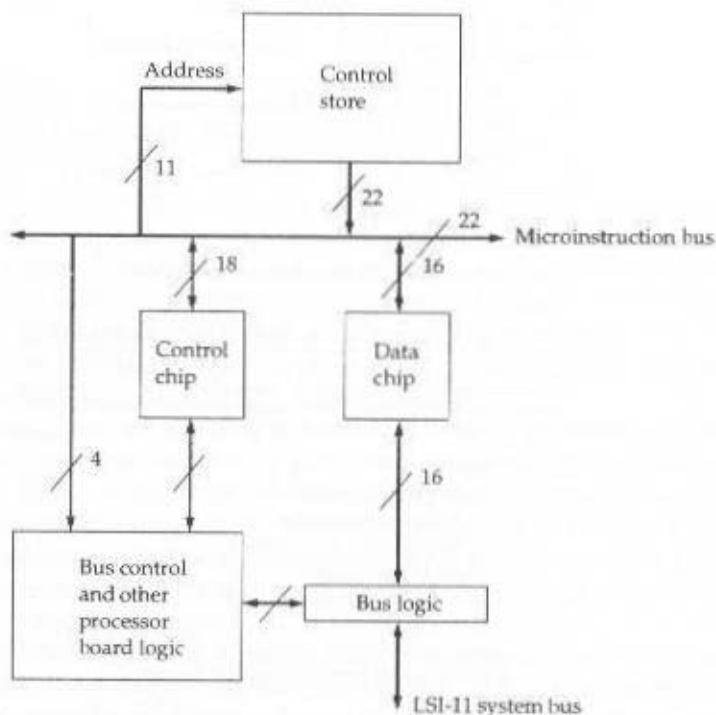 Control
store
Address
11
22
22
Microinstruction bus
18
16
Control
chip
Data
chip
4
16
Bus control
and other
processor
board logic
Bus logic
LSI-11 system bus